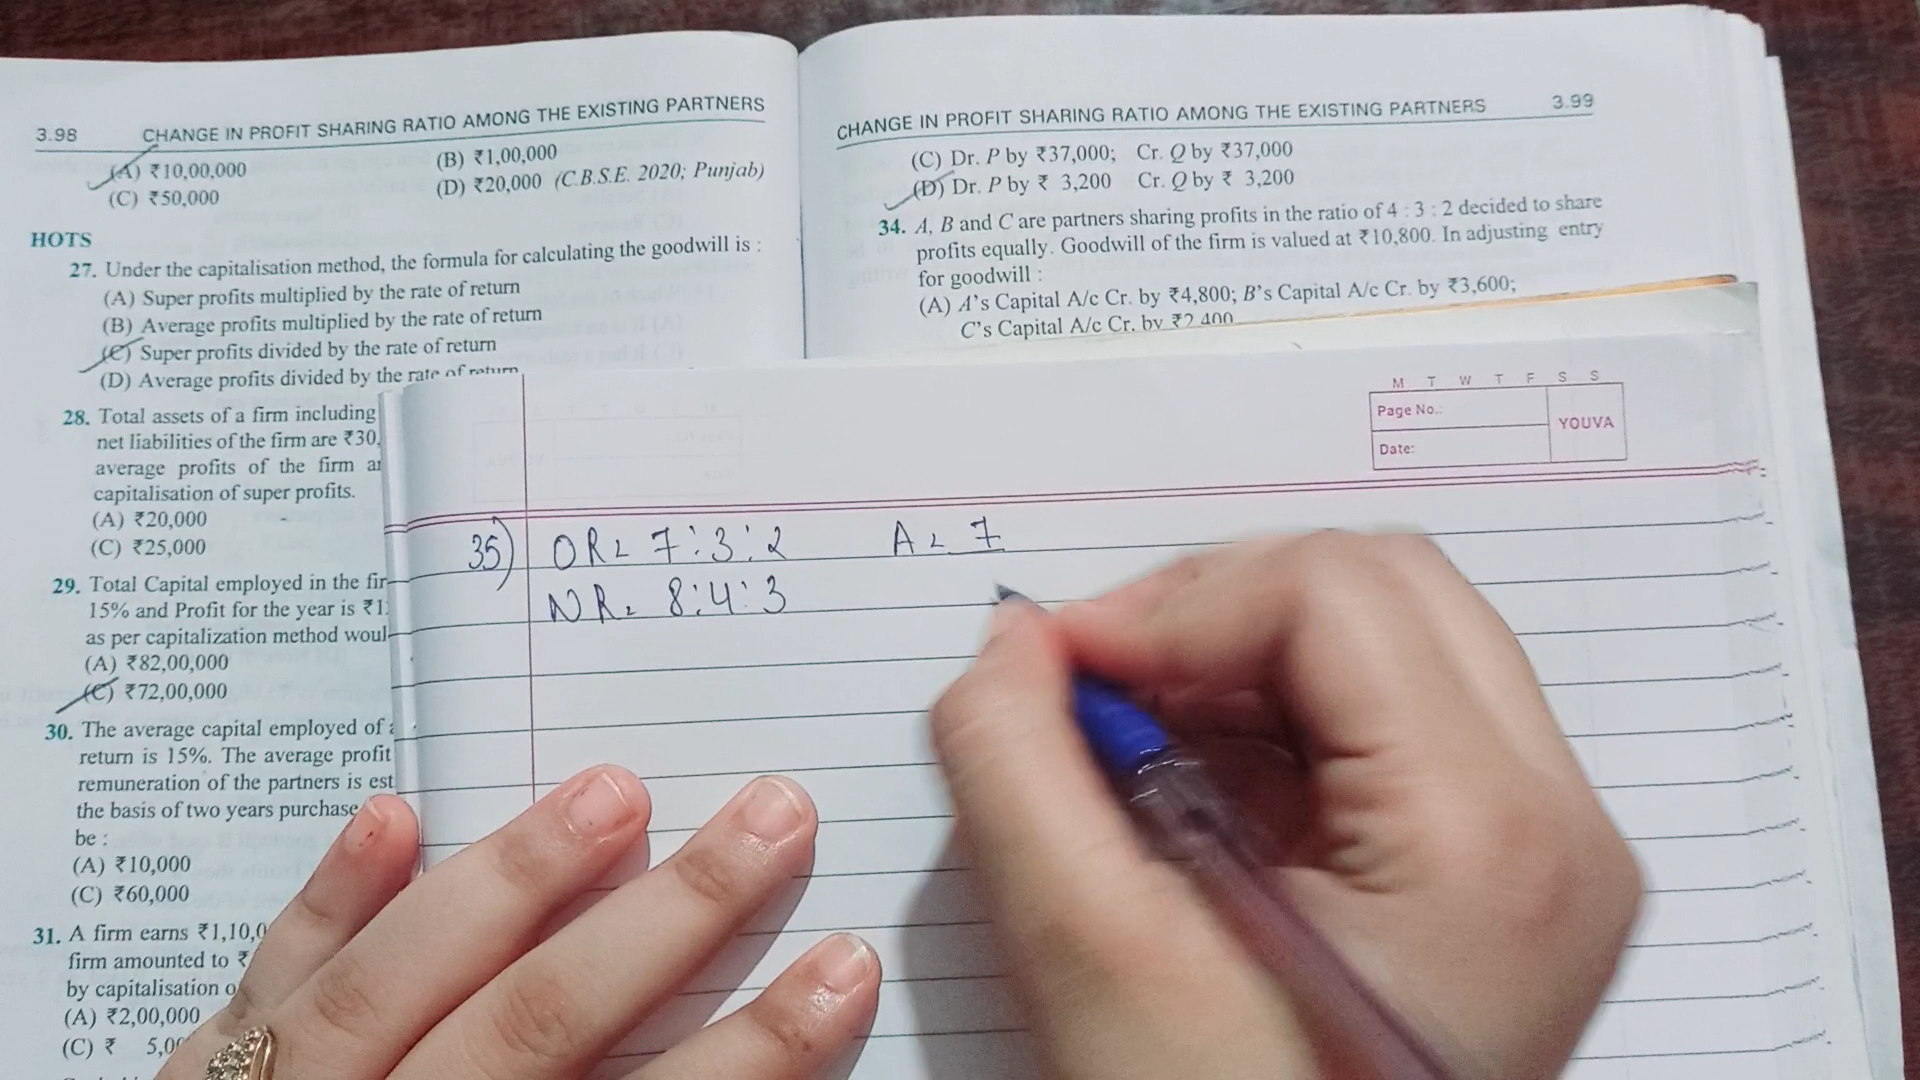 3.98 CHANGE IN PROFIT SHARING RATIO AMONG THE EXISTING PARTNERS
(A) ₹10,00,000 (B) ₹1,00,000
(C) ₹50,000 (D) ₹20,000 (C.B.S.E. 2020; Punjab)
HOTS
27. Under the capitalisation method, the formula for calculating the goodwill is :
(A) Super profits multiplied by the rate of return
(B) Average profits multiplied by the rate of return
(C) Super profits divided by the rate of return
(D) Average profits divided by the rate of return
28. Total assets of a firm including
net liabilities of the firm are ₹30,
average profits of the firm ar
capitalisation of super profits.
(A) ₹20,000
(C) ₹25,000
29. Total Capital employed in the fir
15% and Profit for the year is ₹1
as per capitalization method woul
(A) ₹82,00,000
(C) ₹72,00,000
30. The average capital employed of a
return is 15%. The average profit
remuneration of the partners is est
the basis of two years purchase
be :
(A) ₹10,000
(C) ₹60,000
31. A firm earns ₹1,10,0
firm amounted to ₹
by capitalisation o
(A) ₹2,00,000
(C) ₹ 5,00
CHANGE IN PROFIT SHARING RATIO AMONG THE EXISTING PARTNERS 3.99
(C) Dr. P by ₹37,000; Cr. Q by ₹37,000
(D) Dr. P by ₹ 3,200 Cr. Q by ₹ 3,200
34. A, B and C are partners sharing profits in the ratio of 4 : 3 : 2 decided to share
profits equally. Goodwill of the firm is valued at ₹10,800. In adjusting entry
for goodwill :
(A) A's Capital A/c Cr. by ₹4,800; B's Capital A/c Cr. by ₹3,600;
C's Capital A/c Cr. by ₹2,400
M T W T F S S
Page No.:
YOUVA
Date:
35) OR = 7:3:2 A = 7
NR = 8:4:3